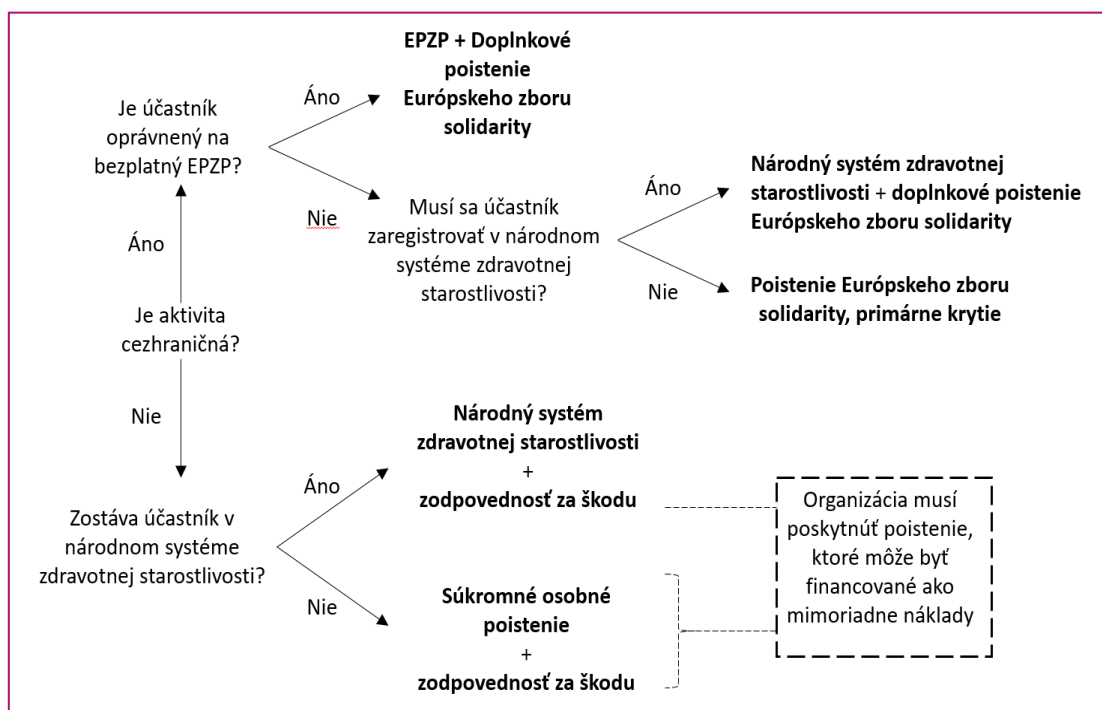 EPZP + Doplnkové
poistenie
Európskeho zboru
solidarity
Áno
Je účastník
oprávnený na
bezplatný EPZP?
Nie
Musí sa účastník
zaregistrovať v národnom
systéme zdravotnej
starostlivosti?
Áno
Národný systém zdravotnej
starostlivosti + doplnkové poistenie
Európskeho zboru solidarity
Nie
Poistenie Európskeho zboru
solidarity, primárne krytie
Áno
Je aktivita
cezhraničná?
Nie
Zostáva účastník v
národnom systéme
zdravotnej starostlivosti?
Áno
Národný systém
zdravotnej starostlivosti
+
zodpovednosť za škodu
Nie
Súkromné osobné
poistenie
+
zodpovednosť za škodu
Organizácia musí
poskytnúť poistenie,
ktoré môže byť
financované ako
mimoriadne náklady